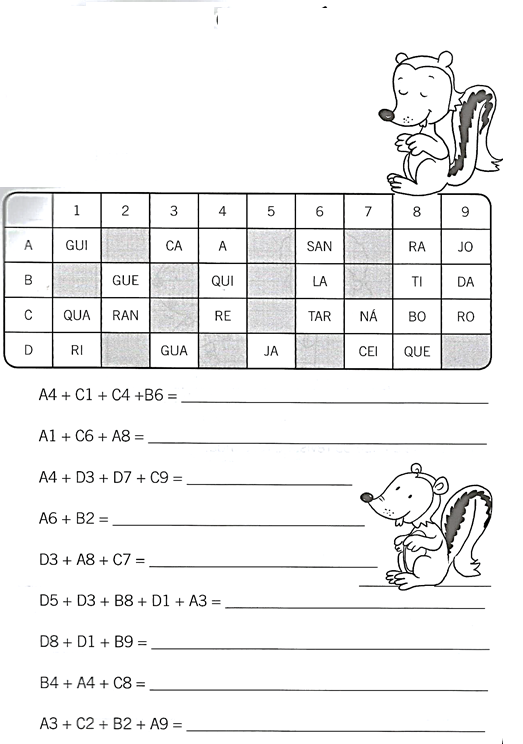 1 2 3 4 5 6 7 8 9
A GUI CA A SAN RA JO
B GUE QUI LA TI DA
C QUA RAN RE TAR NÁ BO RO
D RI GUA JA CEI QUE
A4 + C1 + C4 +B6 =
A1 + C6 + A8 =
A4 + D3 + D7 + C9 =
A6 + B2 =
D3 + A8 + C7 =
D5 + D3 + B8 + D1 + A3 =
D8 + D1 + B9 =
B4 + A4 + C8 =
A3 + C2 + B2 + A9 =